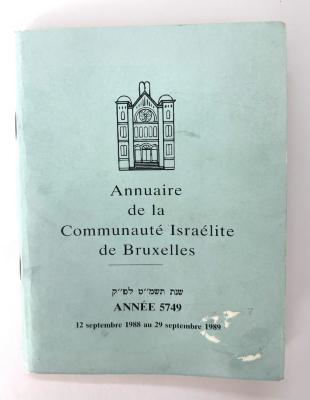 Annuaire
de la
Communauté Israélite
de Bruxelles
שנת תשמ״ט לפ״ק
ANNÉE 5749
12 septembre 1988 au 29 septembre 1989